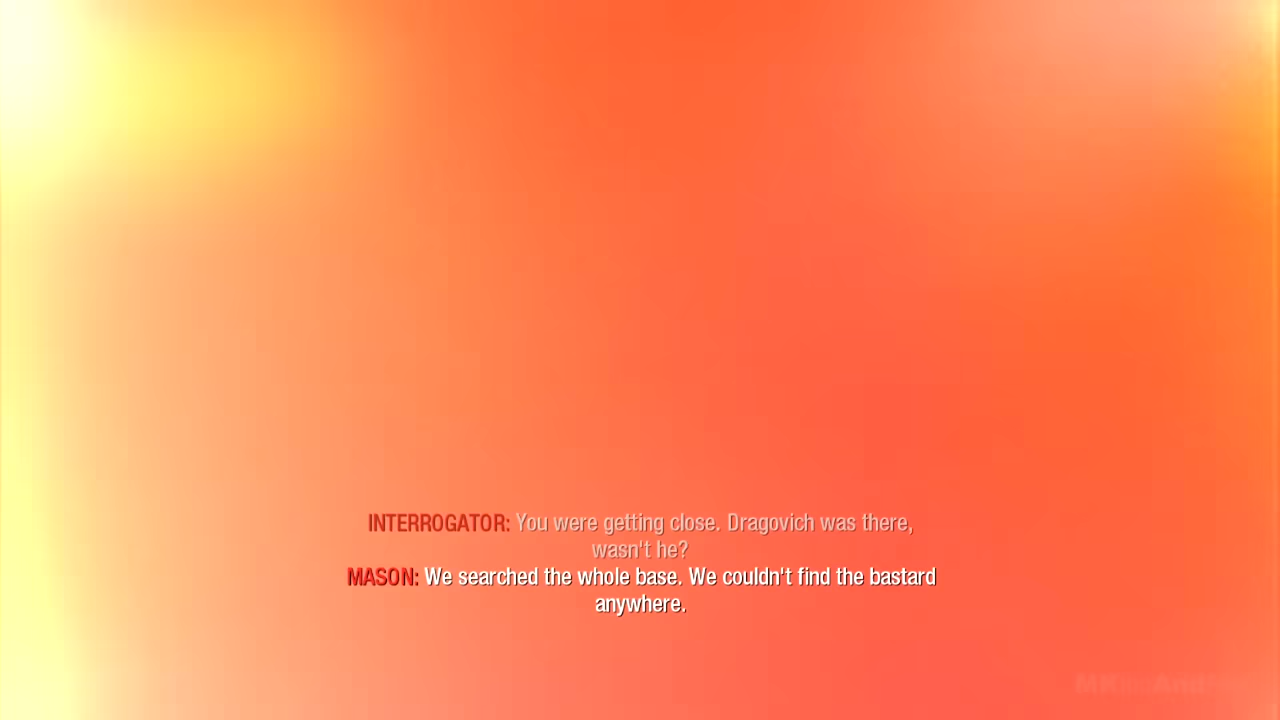 INTERROGATOR: You were getting close. Dragovich was there,
wasn't he?
MASON: We searched the whole base. We couldn't find the bastard
anywhere.